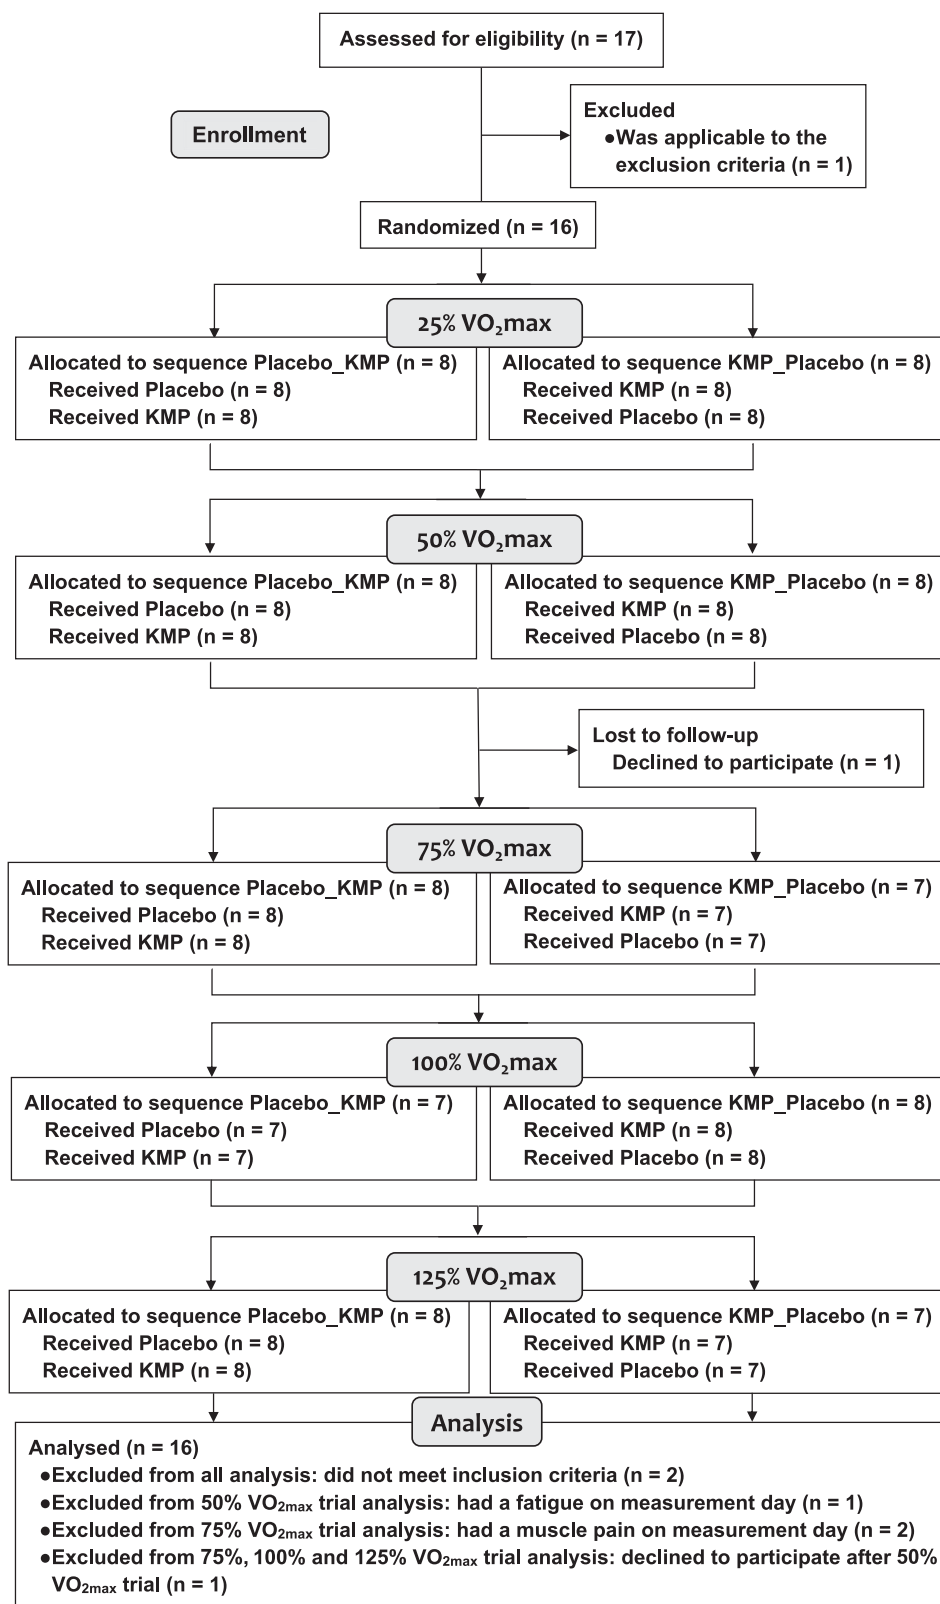 Assessed for eligibility (n = 17)
Enrollment
Excluded
●Was applicable to the
exclusion criteria (n = 1)
Randomized (n = 16)
25% VO₂max
Allocated to sequence Placebo_KMP (n = 8)
Received Placebo (n = 8)
Received KMP (n = 8)
Allocated to sequence KMP_Placebo (n = 8)
Received KMP (n = 8)
Received Placebo (n = 8)
50% VO₂max
Allocated to sequence Placebo_KMP (n = 8)
Received Placebo (n = 8)
Received KMP (n = 8)
Allocated to sequence KMP_Placebo (n = 8)
Received KMP (n = 8)
Received Placebo (n = 8)
Lost to follow-up
Declined to participate (n = 1)
75% VO₂max
Allocated to sequence Placebo_KMP (n = 8)
Received Placebo (n = 8)
Received KMP (n = 8)
Allocated to sequence KMP_Placebo (n = 7)
Received KMP (n = 7)
Received Placebo (n = 7)
100% VO₂max
Allocated to sequence Placebo_KMP (n = 7)
Received Placebo (n = 7)
Received KMP (n = 7)
Allocated to sequence KMP_Placebo (n = 8)
Received KMP (n = 8)
Received Placebo (n = 8)
125% VO₂max
Allocated to sequence Placebo_KMP (n = 8)
Received Placebo (n = 8)
Received KMP (n = 8)
Allocated to sequence KMP_Placebo (n = 7)
Received KMP (n = 7)
Received Placebo (n = 7)
Analysis
Analysed (n = 16)
●Excluded from all analysis: did not meet inclusion criteria (n = 2)
●Excluded from 50% VO₂max trial analysis: had a fatigue on measurement day (n = 1)
●Excluded from 75% VO₂max trial analysis: had a muscle pain on measurement day (n = 2)
●Excluded from 75%, 100% and 125% VO₂max trial analysis: declined to participate after 50%
VO₂max trial (n = 1)